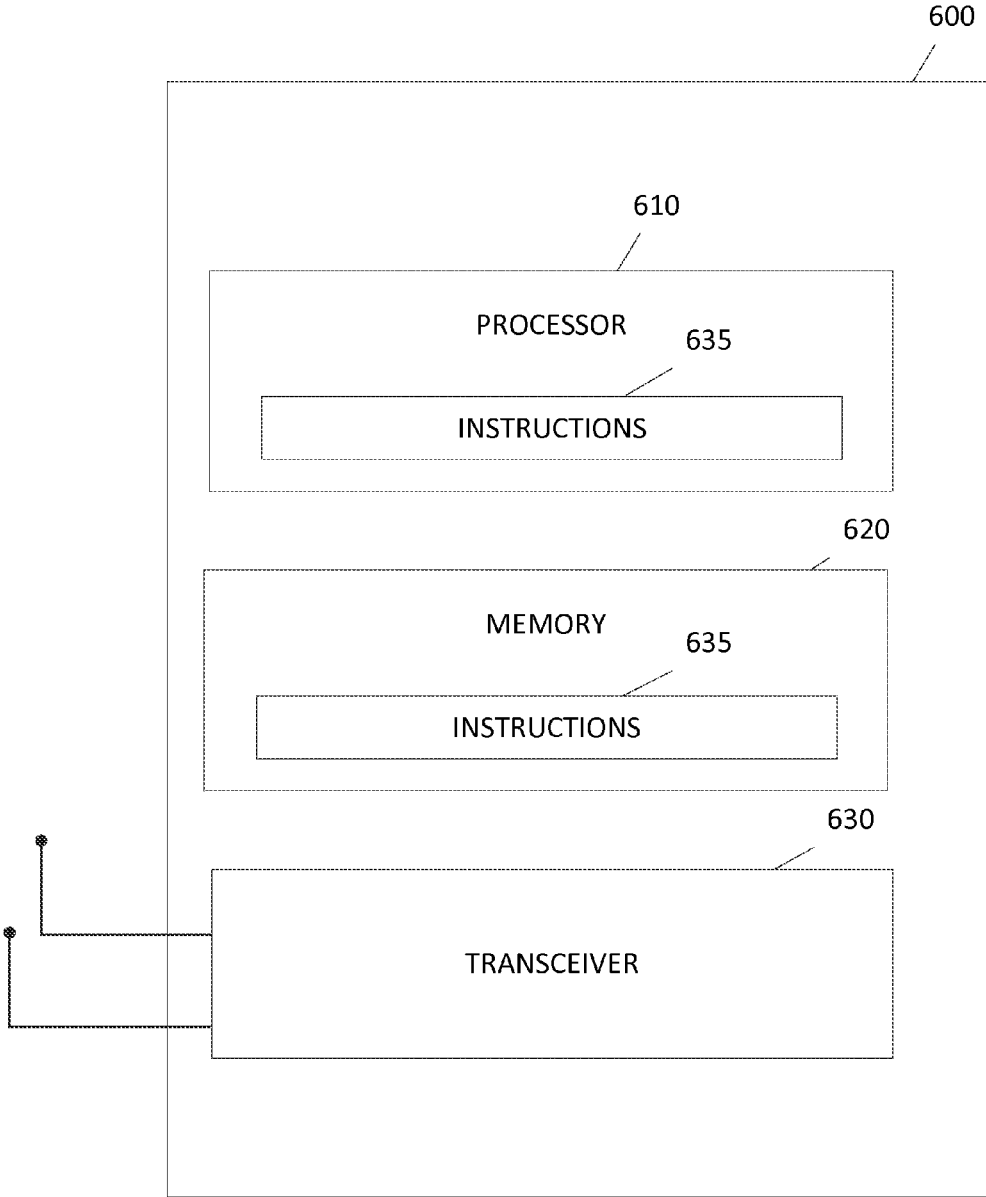 600
610
PROCESSOR
635
INSTRUCTIONS
620
MEMORY
635
INSTRUCTIONS
630
TRANSCEIVER